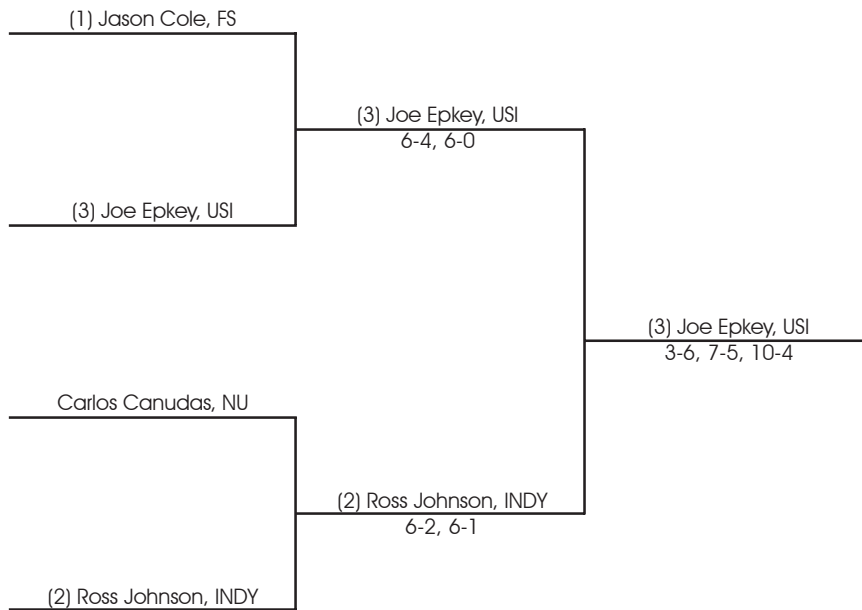 (1) Jason Cole, FS
(3) Joe Epkey, USI
6-4, 6-0
(3) Joe Epkey, USI
(3) Joe Epkey, USI
3-6, 7-5, 10-4
Carlos Canudas, NU
(2) Ross Johnson, INDY
6-2, 6-1
(2) Ross Johnson, INDY